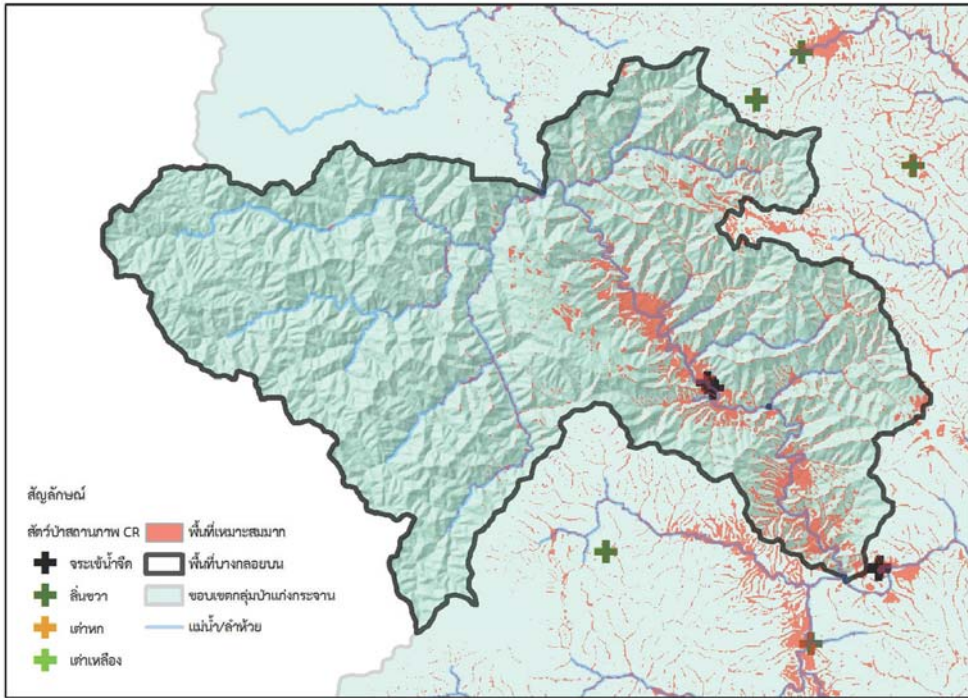 สัญลักษณ์
สัตว์ป่าสถานภาพ CR
จระเข้น้ำจืด
ลิ่นชวา
เต่าหก
เต่าเหลือง
พื้นที่เหมาะสมมาก
พื้นที่บางกลอยบน
ขอบเขตกลุ่มป่าแก่งกระจาน
แม่น้ำ/ลำห้วย